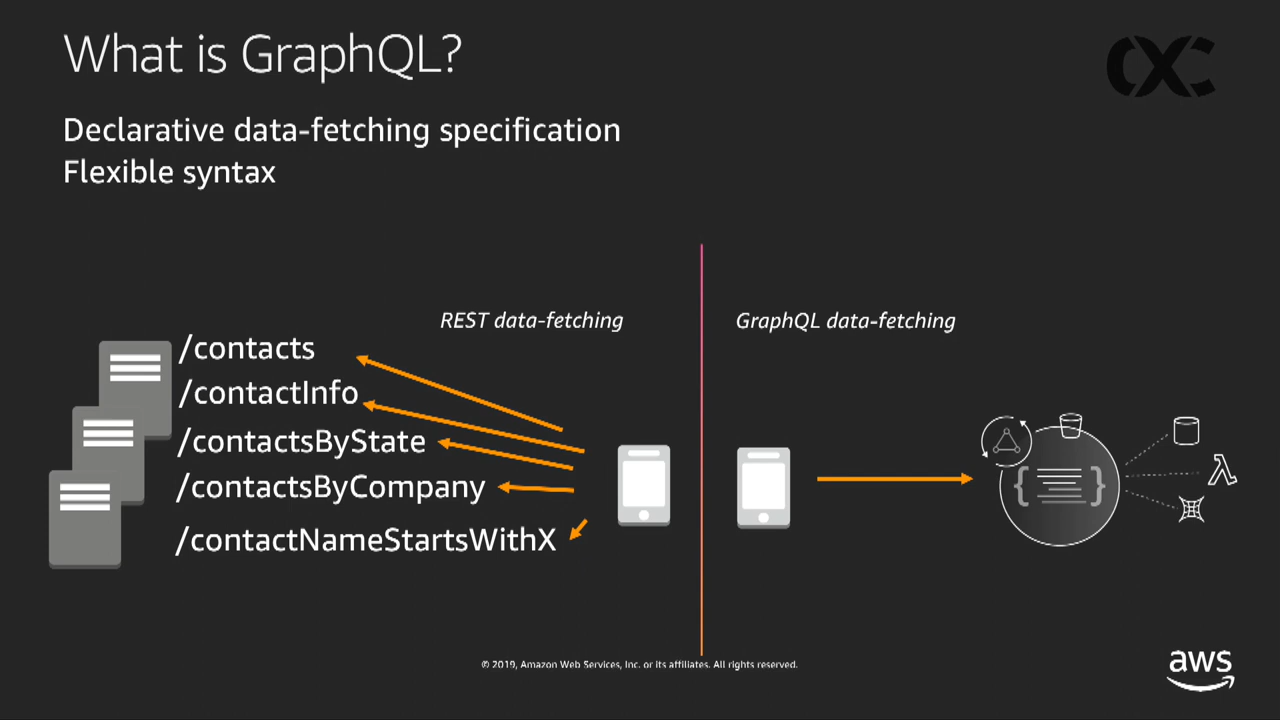 What is GraphQL?
Declarative data-fetching specification
Flexible syntax
REST data-fetching
GraphQL data-fetching
/contacts
/contactInfo
/contactsByState
/contactsByCompany
/contactNameStartsWithX
{ }
λ
© 2019, Amazon Web Services, Inc. or its affiliates. All rights reserved.
aws